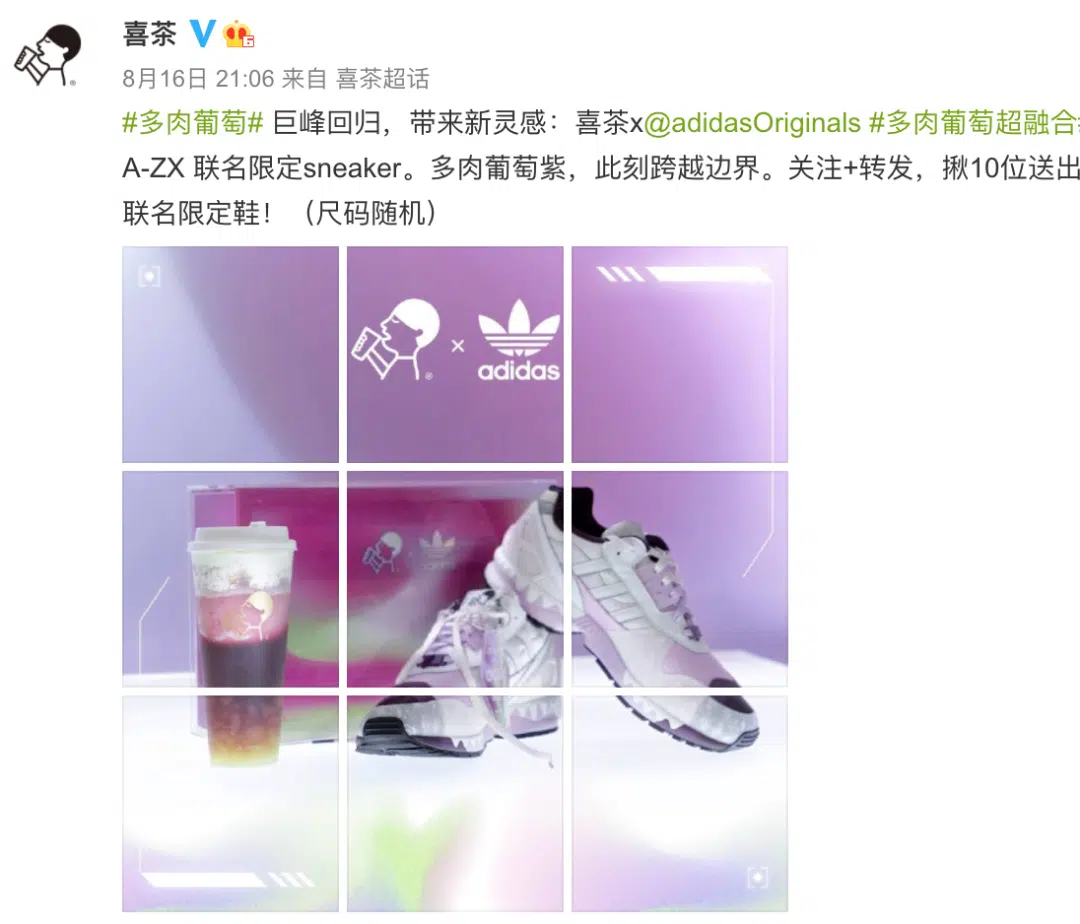 喜茶
8月16日 21:06 来自 喜茶超话
#多肉葡萄# 巨峰回归，带来新灵感：喜茶x@adidasOriginals #多肉葡萄超融合
A-ZX 联名限定sneaker。多肉葡萄紫，此刻跨越边界。关注+转发，揪10位送出
联名限定鞋！（尺码随机）
® × adidas